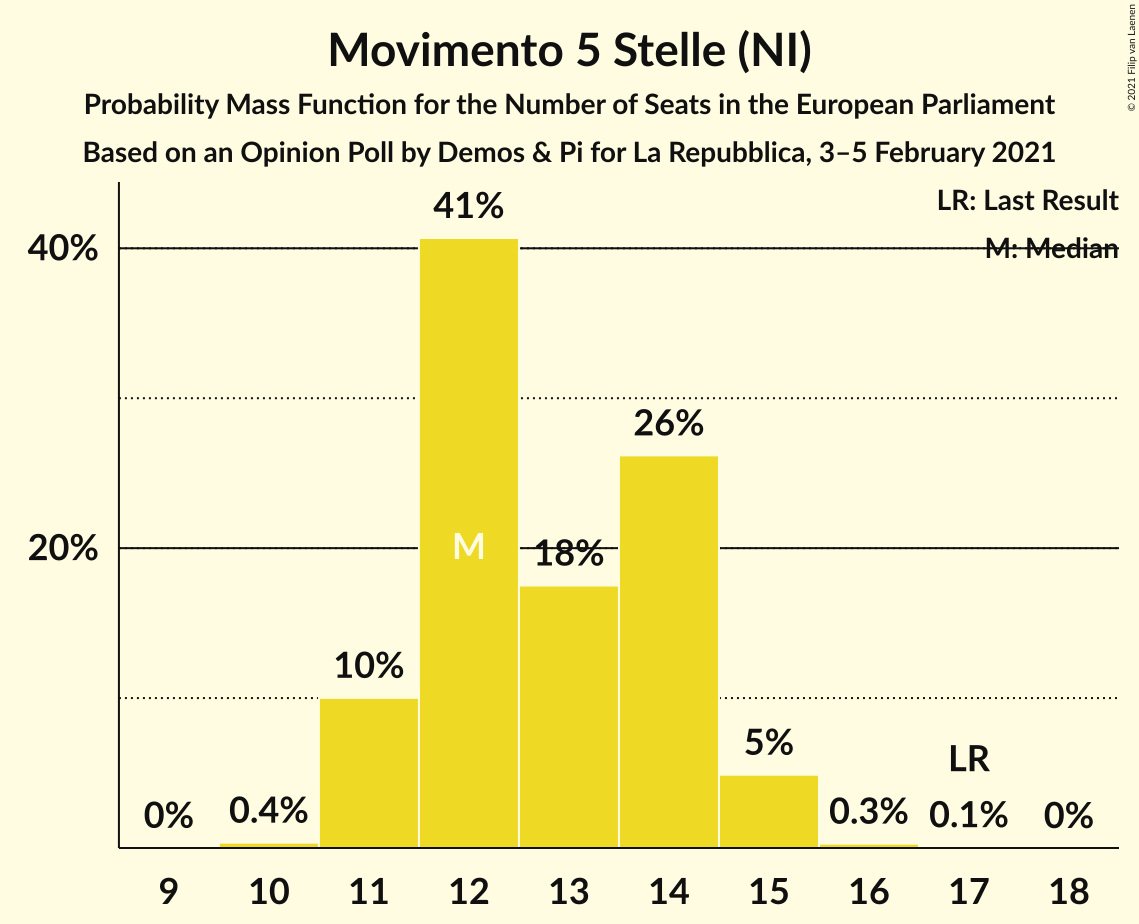 © 2021 Filip van Laenen
Movimento 5 Stelle (NI)
Probability Mass Function for the Number of Seats in the European Parliament
Based on an Opinion Poll by Demos & Pi for La Repubblica, 3–5 February 2021
LR: Last Result
M: Median
40%
20%
0%
0.4%
10%
41%
M
18%
26%
5%
0.3%
LR
0.1%
0%
9 10 11 12 13 14 15 16 17 18